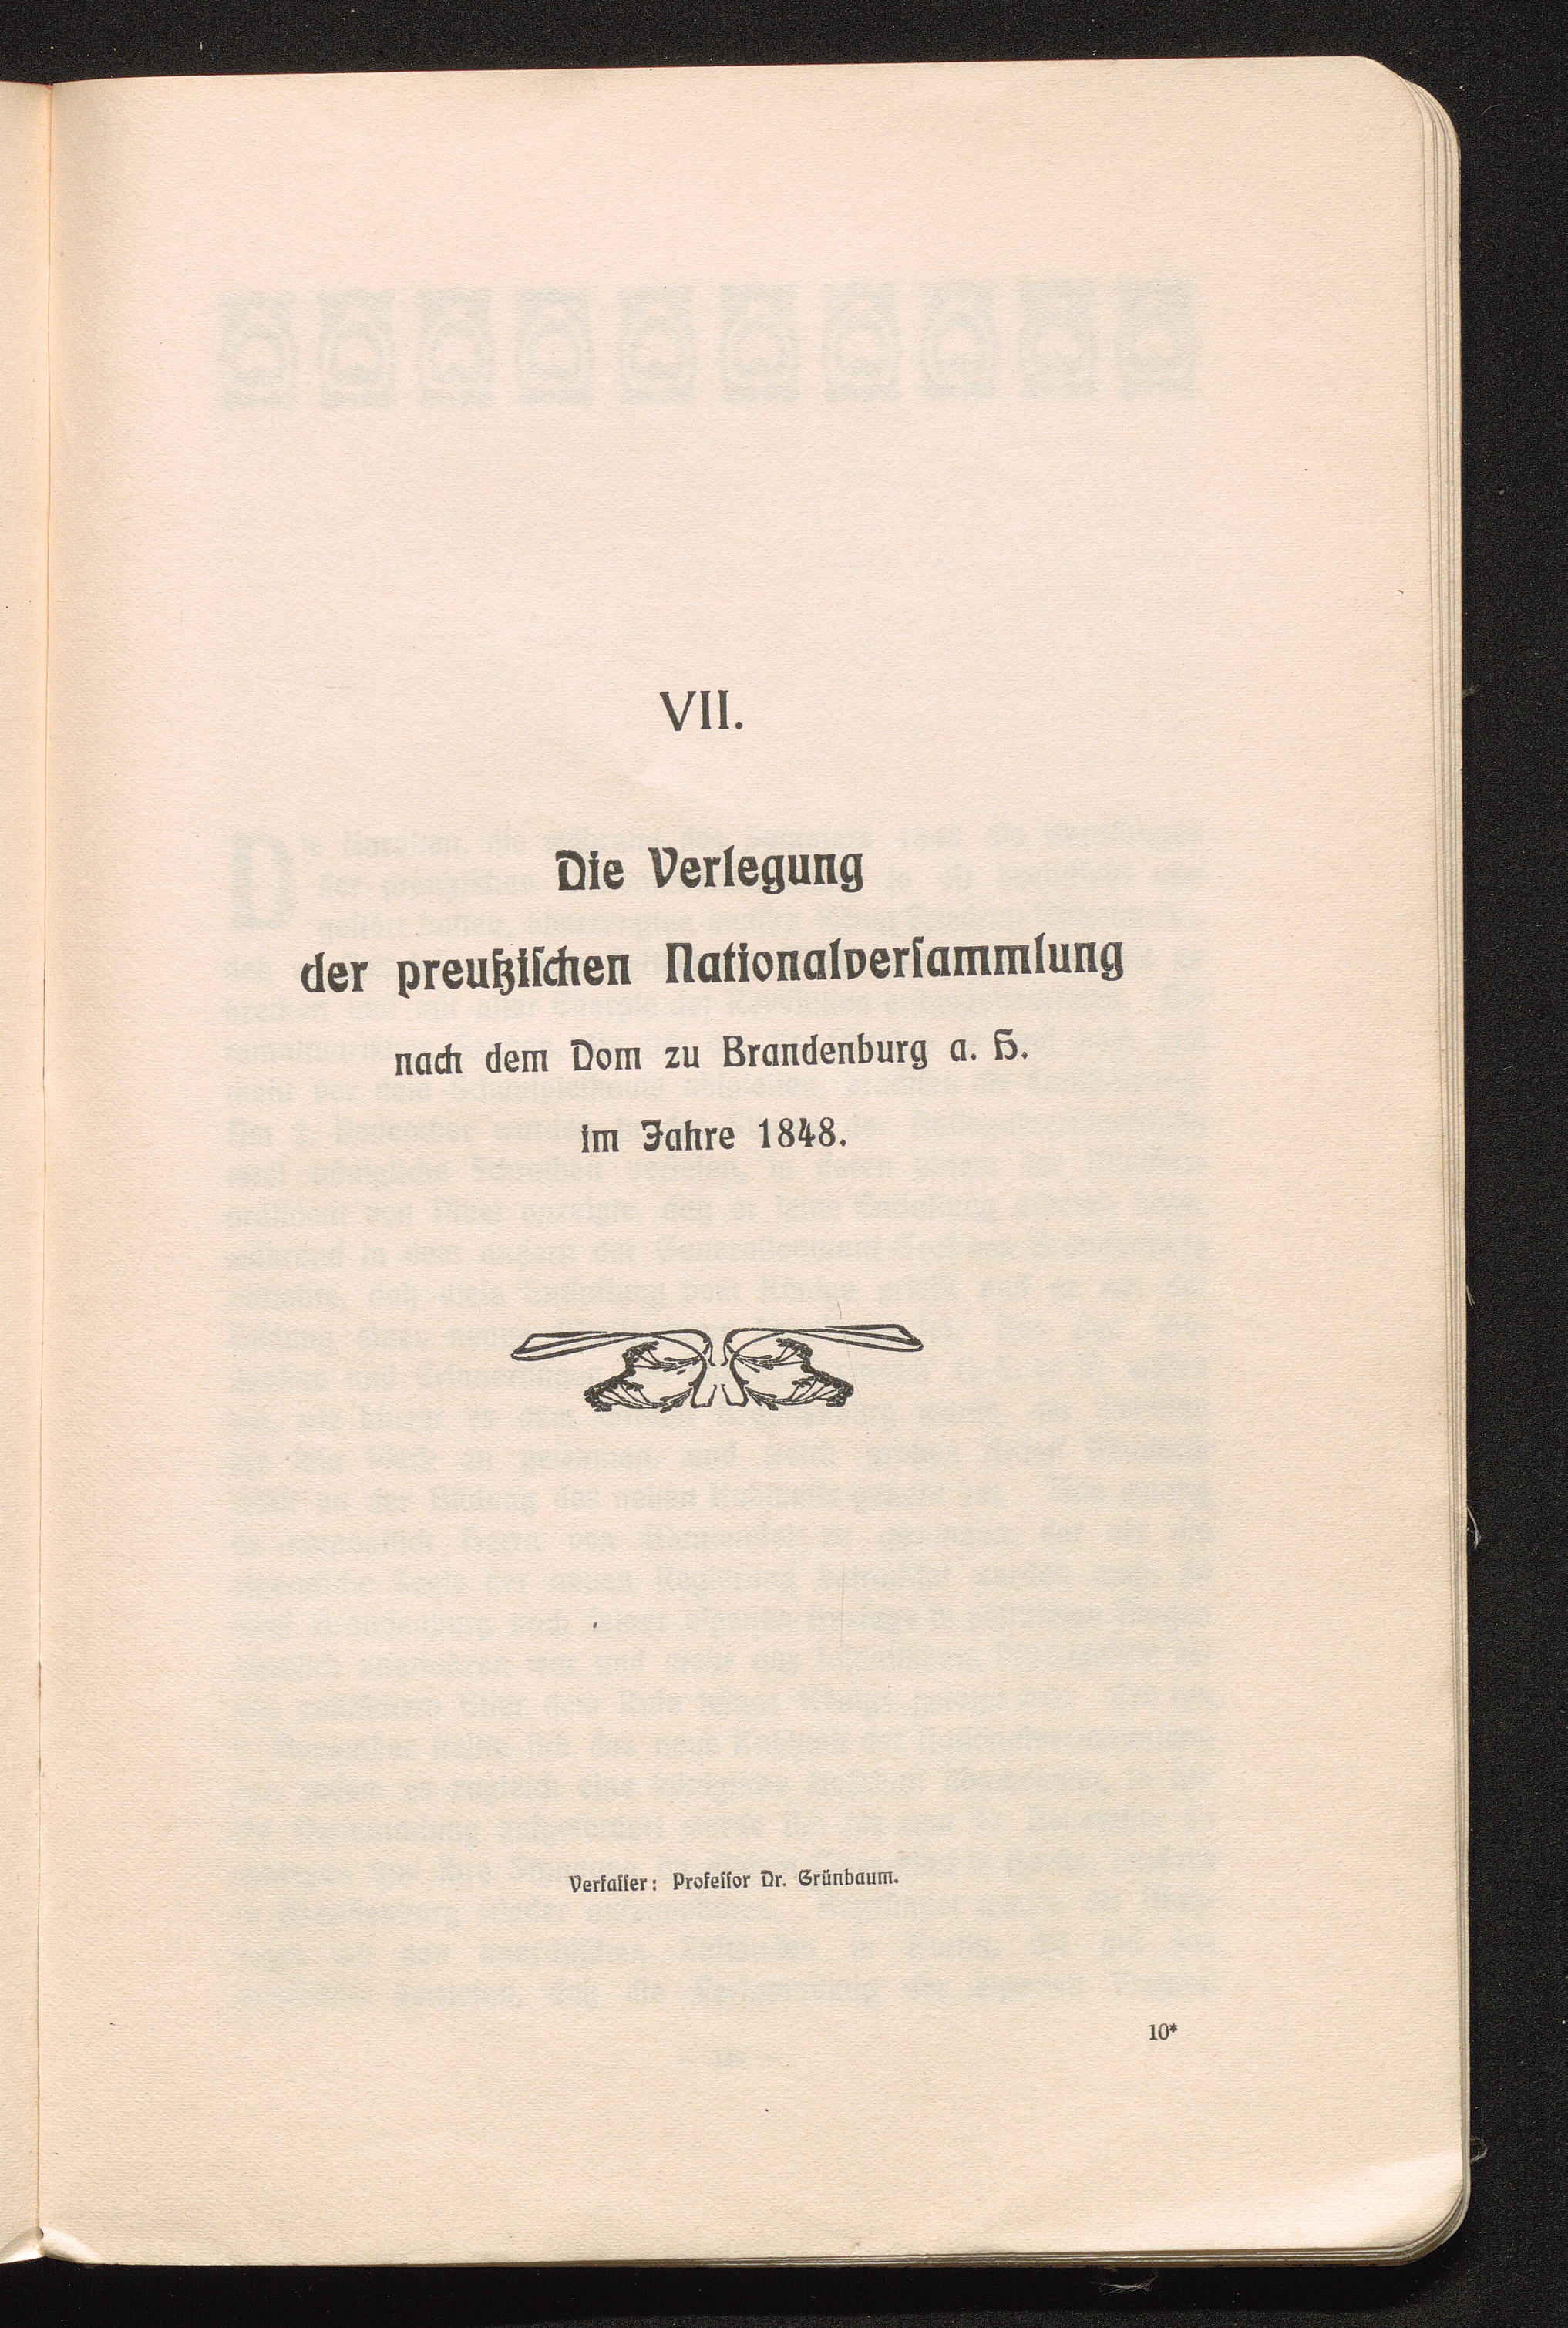 VII.
Die Verlegung
der preußiſchen Nationalverſammlung
nach dem Dom zu Brandenburg a. H.
im Jahre 1848.
Verfaſſer: Profeſſor Dr. Grünbaum.
10*